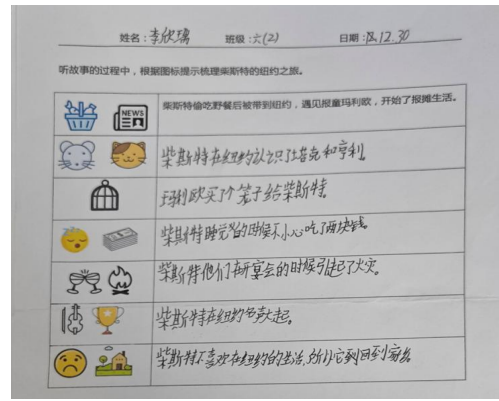 姓名：李欣璃 班级：六(2) 日期：18.12.30
听故事的过程中，根据图标提示梳理柴斯特的纽约之旅。
NEWS 柴斯特偷吃野餐后被带到纽约，遇见报童玛利欧，开始了报摊生活。
柴斯特在纽约认识了塔克和亨利。
玛利欧买了个笼子给柴斯特。
柴斯特睡觉的时候不小心吃了两块钱。
柴斯特他们在开宴会的时候引起了火灾。
柴斯特在纽约名声大起。
柴斯特不喜欢在纽约的生活，所以它到回到家乡。